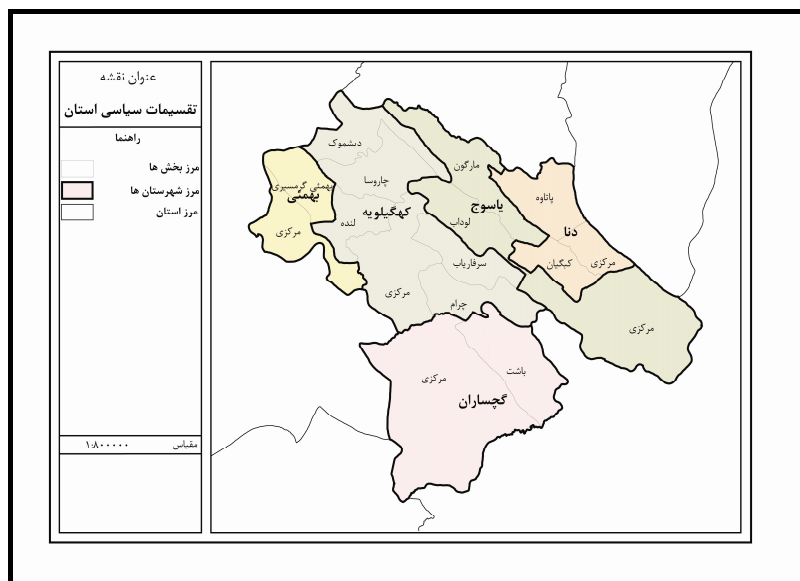 عنوان نقشه
تقسیمات سیاسی استان
راهنما
مرز بخش ها
مرز شهرستان ها
مرز استان
مقیاس ۱:۸۰۰۰۰۰
دشموک
مارگون
بهمئی گرمسیری
بهمئی
چاروسا
پاتاوه
یاسوج
کهگیلویه
لنده
لوداب
دنا
مرکزی
سرفاریاب
کبگیان
مرکزی
مرکزی
چرام
مرکزی
باشت
مرکزی
گچساران